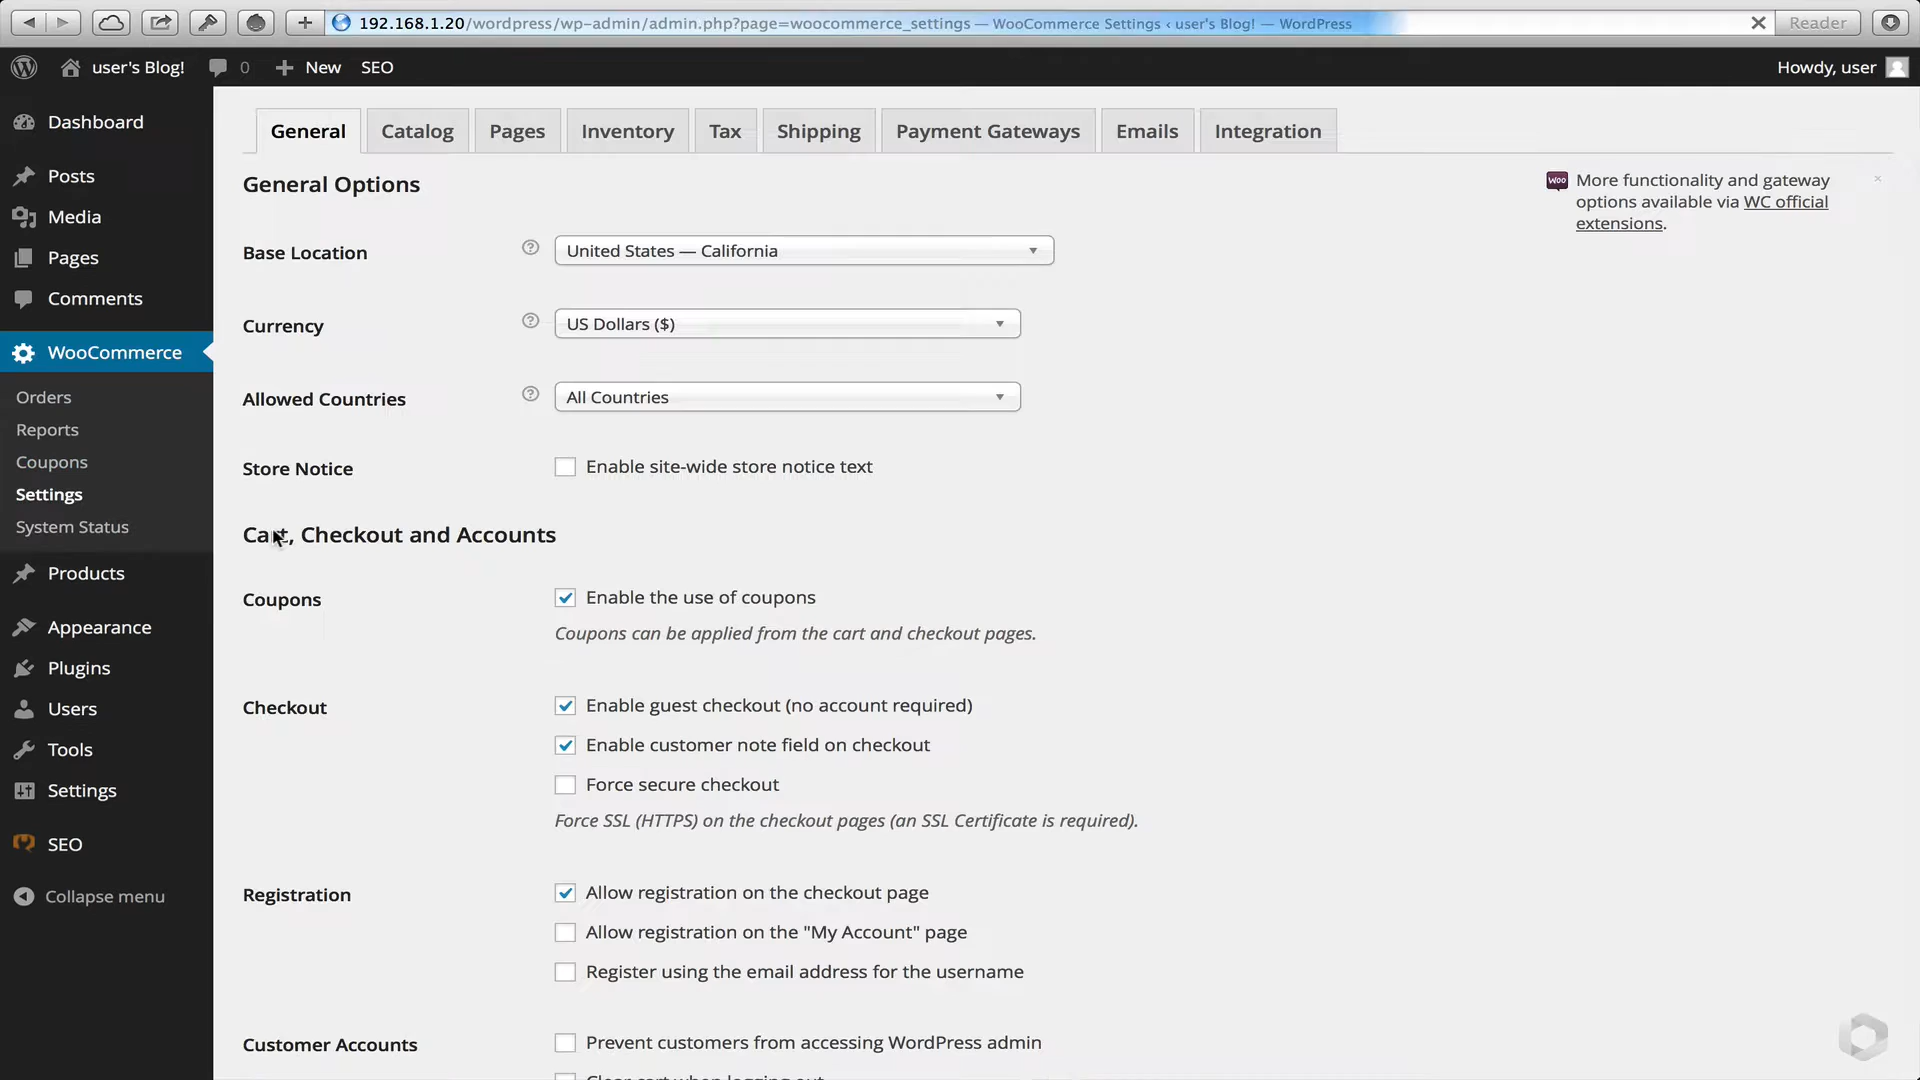 192.168.1.20/wordpress/wp-admin/admin.php?page=woocommerce_settings — WooCommerce Settings ‹ user's Blog! — WordPress
Reader
user's Blog!
0
New
SEO
Howdy, user
Dashboard
Posts
Media
Pages
Comments
WooCommerce
Orders
Reports
Coupons
Settings
System Status
Products
Appearance
Plugins
Users
Tools
Settings
SEO
Collapse menu
General
Catalog
Pages
Inventory
Tax
Shipping
Payment Gateways
Emails
Integration
General Options
Woo
More functionality and gateway
options available via WC official
extensions.
Base Location
United States — California
Currency
US Dollars ($)
Allowed Countries
All Countries
Store Notice
Enable site-wide store notice text
Cart, Checkout and Accounts
Coupons
Enable the use of coupons
Coupons can be applied from the cart and checkout pages.
Checkout
Enable guest checkout (no account required)
Enable customer note field on checkout
Force secure checkout
Force SSL (HTTPS) on the checkout pages (an SSL Certificate is required).
Registration
Allow registration on the checkout page
Allow registration on the "My Account" page
Register using the email address for the username
Customer Accounts
Prevent customers from accessing WordPress admin
Clear cart when logging out